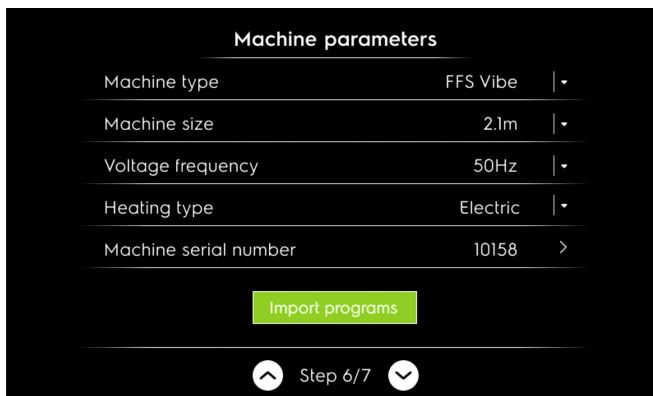 Machine parameters
Machine type FFS Vibe
Machine size 2.1m
Voltage frequency 50Hz
Heating type Electric
Machine serial number 10158
Import programs
Step 6/7